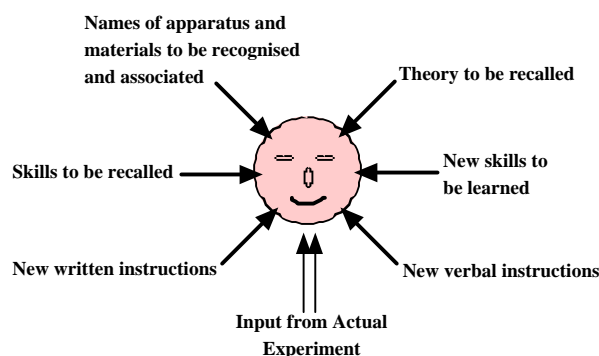 Names of apparatus and
materials to be recognised
and associated
Theory to be recalled
Skills to be recalled
New skills to
be learned
New written instructions
New verbal instructions
Input from Actual
Experiment